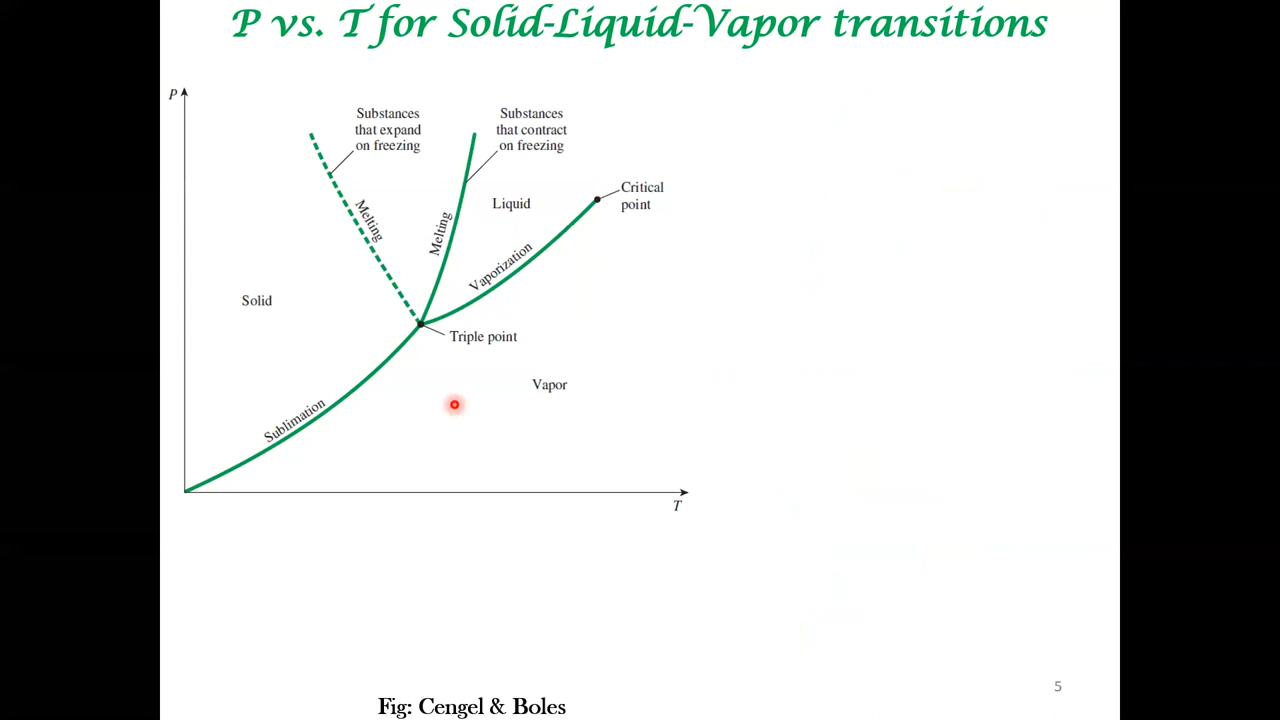 P vs. T for Solid-Liquid-Vapor transitions
P
Substances
that expand
on freezing
Substances
that contract
on freezing
Critical
point
Liquid
Melting
Melting
Vaporization
Solid
Triple point
Vapor
Sublimation
T
5
Fig: Cengel & Boles